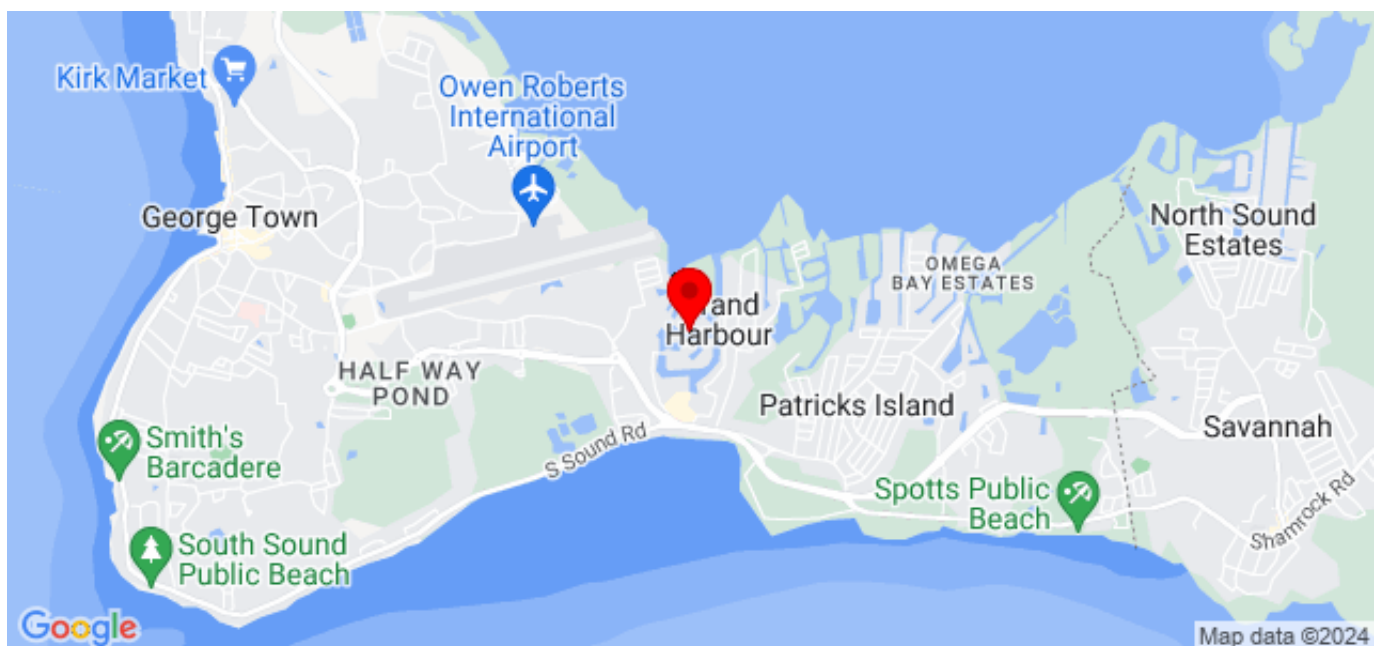 Kirk Market
Owen Roberts
International
Airport
George Town
North Sound
Estates
OMEGA
BAY ESTATES
rand
Harbour
HALF WAY
POND
Patricks Island
Savannah
Smith's
Barcadere
S Sound Rd
Spotts Public
Beach
Shamrock Rd
South Sound
Public Beach
Google
Map data ©2024